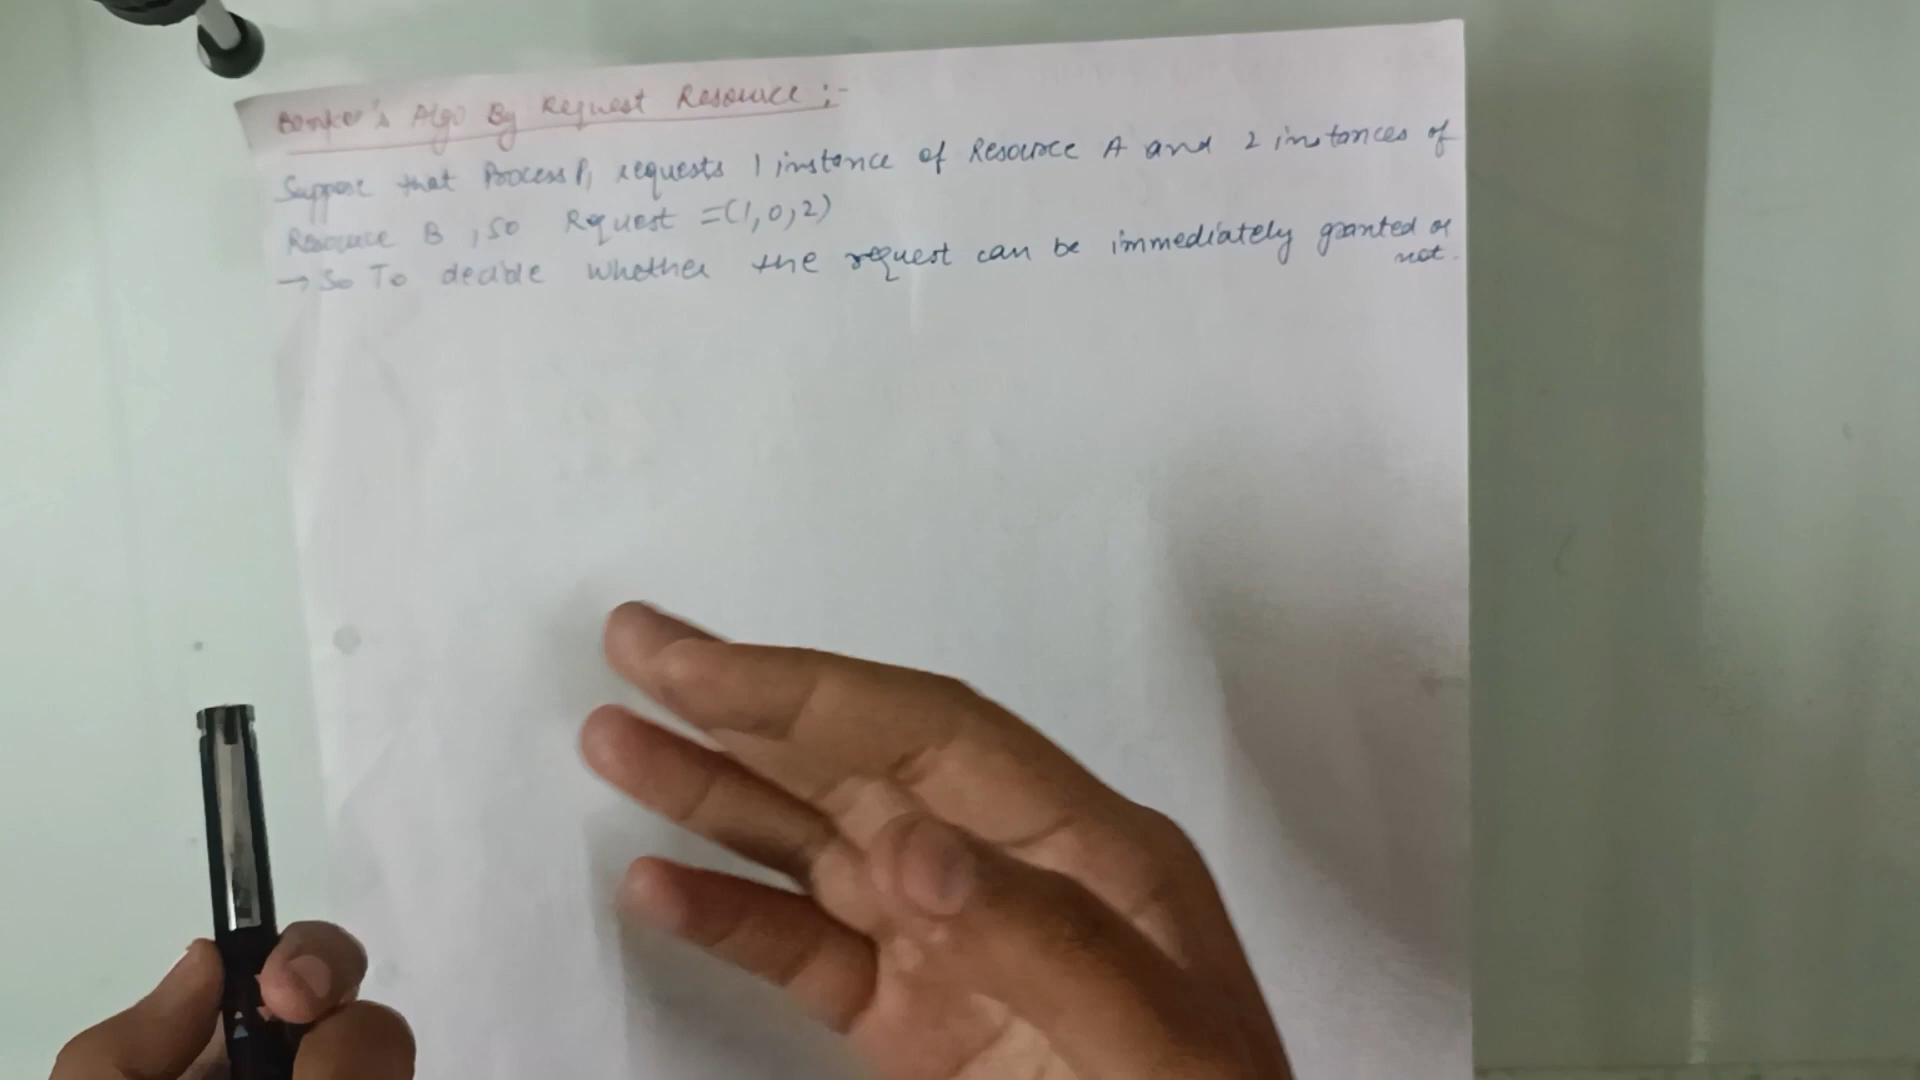 Banker's Algo By Request Resource :-
Suppose that Process P1 requests 1 instance of Resource A and 2 instances of
Resource B , so Request =(1,0,2)
→ So To decide whether the request can be immediately granted or
not.